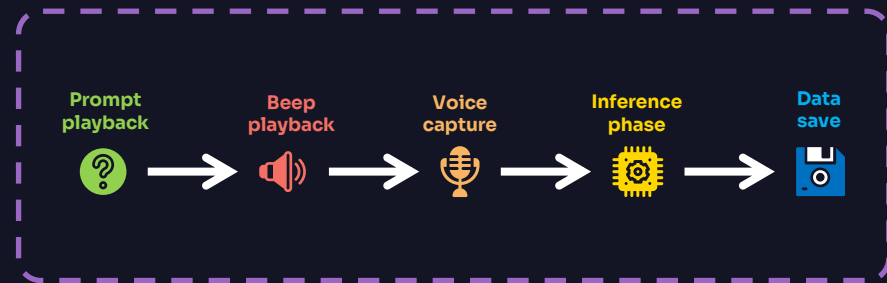 Prompt
playback
Beep
playback
Voice
capture
Inference
phase
Data
save